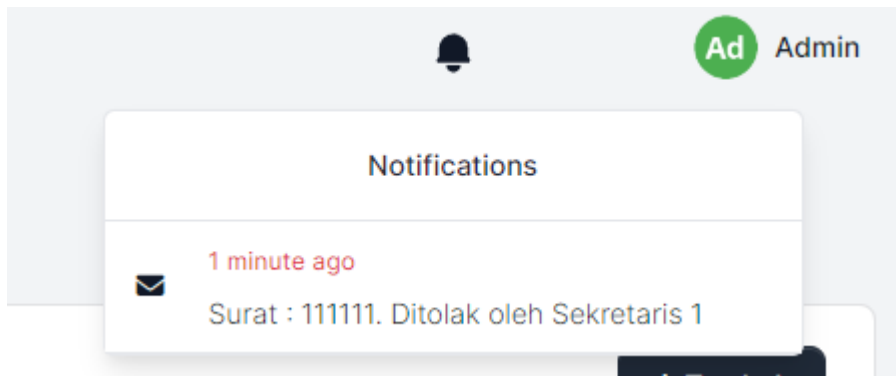 Ad Admin
Notifications
1 minute ago
Surat : 111111. Ditolak oleh Sekretaris 1